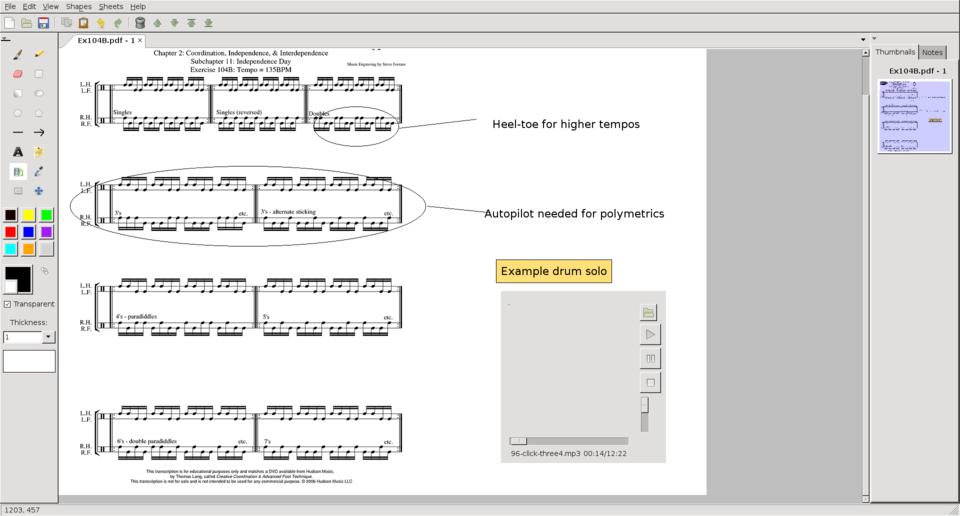 File Edit View Shapes Sheets Help
Ex104B.pdf - 1
Thumbnails Notes
Ex104B.pdf - 1
Chapter 2: Coordination, Independence, & Interdependence
Subchapter 11: Independence Day
Exercise 104B: Tempo = 135BPM
Music Engraving by Steve Ferraro
L.H.
L.F.
Singles Singles (reversed) Doubles
R.H.
R.F.
Heel-toe for higher tempos
L.H.
L.F.
3's etc. 3's - alternate sticking etc.
R.H.
R.F.
Autopilot needed for polymetrics
Example drum solo
L.H.
L.F.
4's - paradiddles 5's etc.
R.H.
R.F.
L.H.
L.F.
6's - double paradiddles etc. 7's etc.
R.H.
R.F.
96-click-three4.mp3 00:14/12:22
This transcription is for educational purposes only and matches a DVD available from Hudson Music,
by Thomas Lang, called Creative Coordination & Advanced Foot Technique.
This transcription is not for sale and is not intended to be used for any commercial purpose. © 2006 Hudson Music LLC
Transparent
Thickness:
1
1203, 457